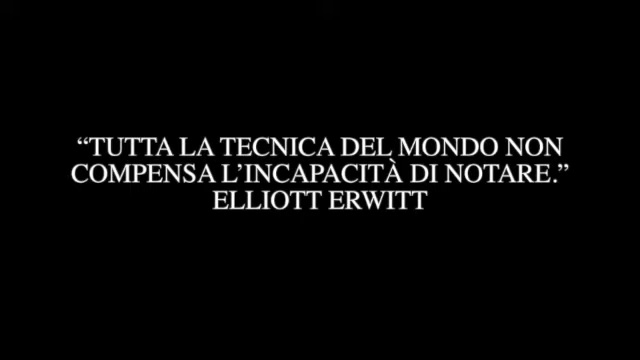 “TUTTA LA TECNICA DEL MONDO NON
COMPENSA L’INCAPACITÀ DI NOTARE.”
ELLIOTT ERWITT